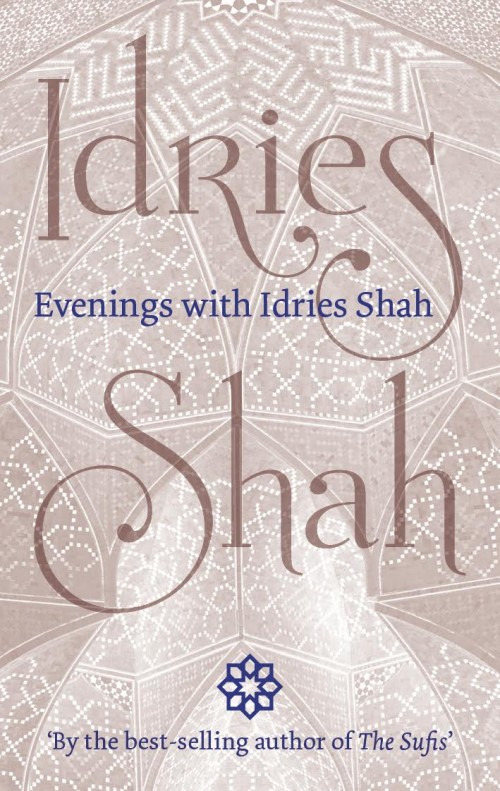 Idries
Evenings with Idries Shah
Shah
‘By the best-selling author of The Sufis’